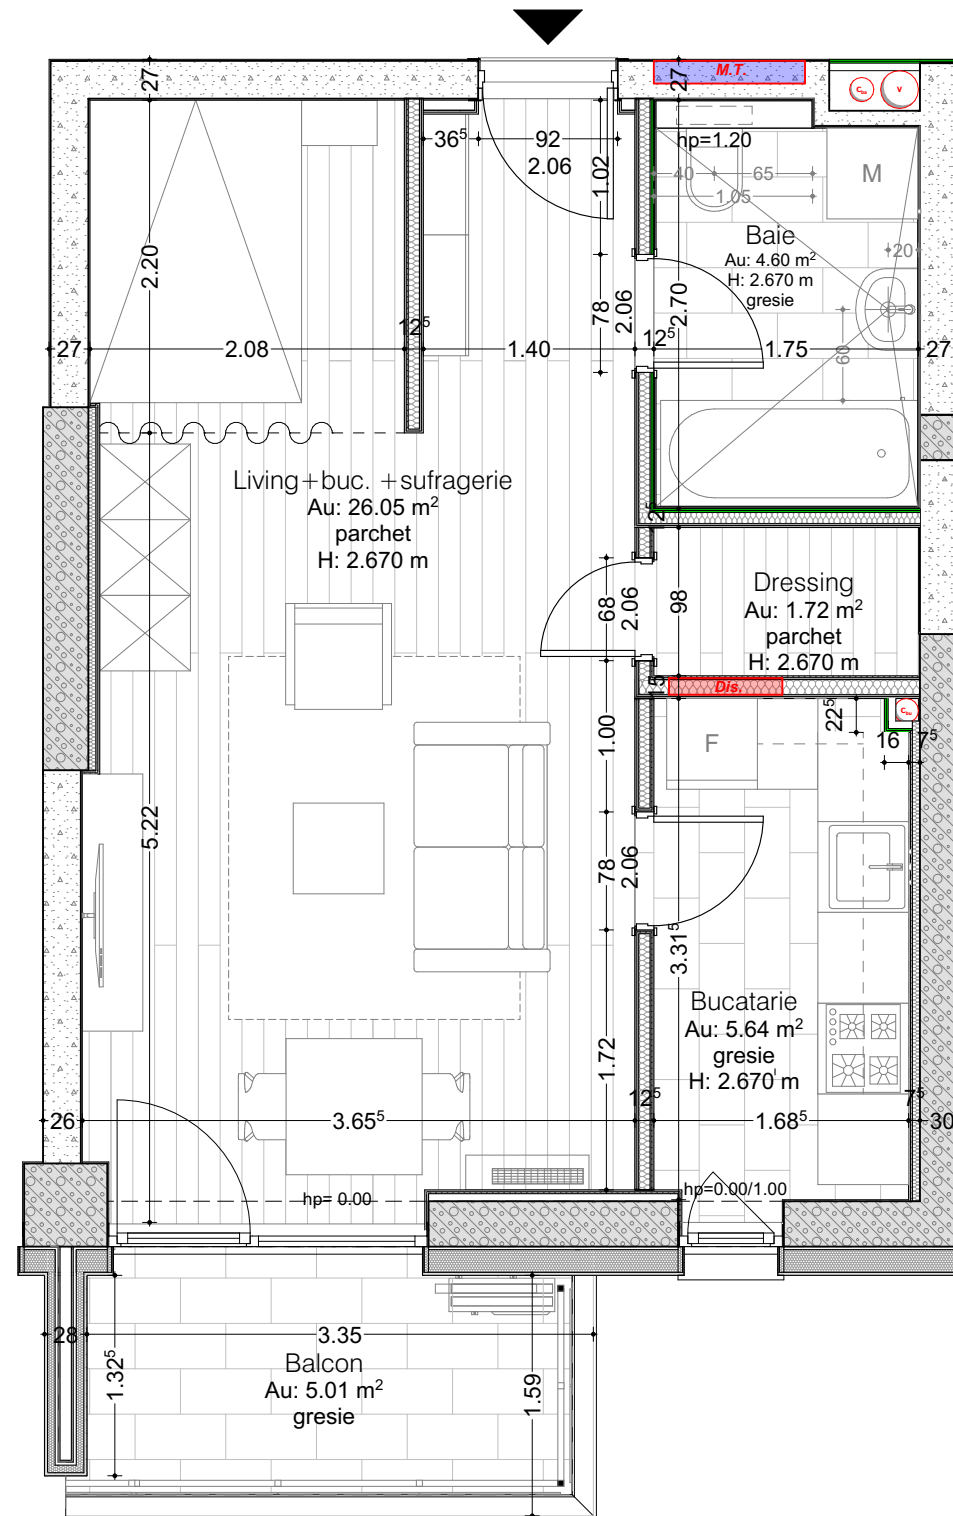 27
M.T.
27
C
V
36⁵
92
2.06
1.02
hp=1.20
40
65
1.05
M
Baie
Au: 4.60 m²
H: 2.670 m
gresie
20
2.20
78
2.06
2.70
60
27
2.08
12⁵
1.40
12⁵
1.75
27
Living+buc. +sufragerie
Au: 26.05 m²
parchet
H: 2.670 m
68
2.06
98
Dressing
Au: 1.72 m²
parchet
H: 2.670 m
15
Dis.
1.00
F
22⁵
16
7⁵
5.22
78
2.06
3.31⁵
Bucatarie
Au: 5.64 m²
gresie
H: 2.670 m
1.72
26
3.65⁵
12⁵
1.68⁵
7⁵
30
hp= 0.00
hp=0.00/1.00
28
3.35
1.32⁵
1.59
Balcon
Au: 5.01 m²
gresie